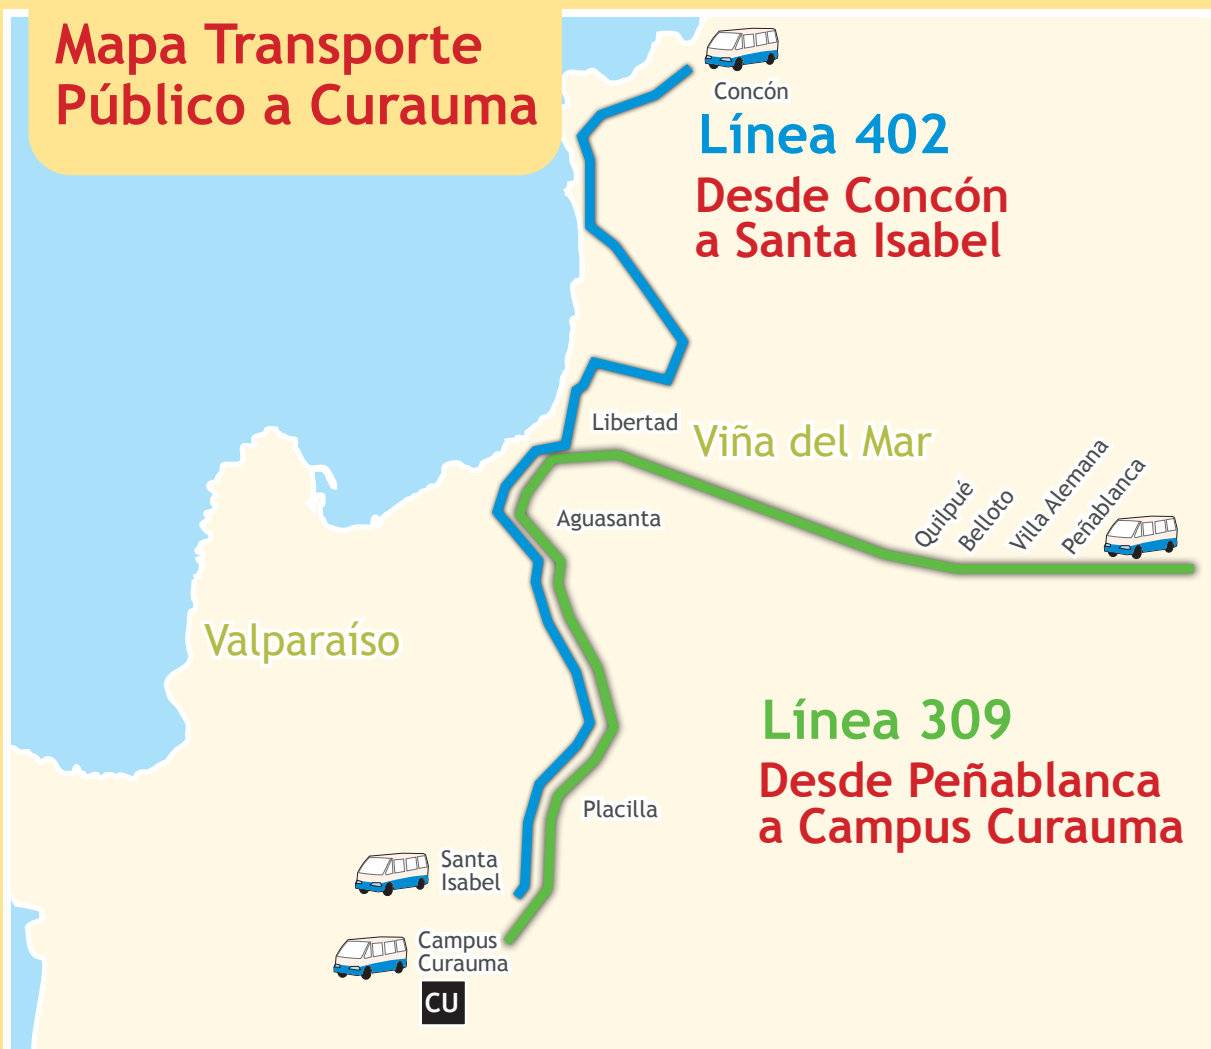 Mapa Transporte
Público a Curauma
Concón
Línea 402
Desde Concón
a Santa Isabel
Libertad
Viña del Mar
Aguasanta
Quilpué
Belloto
Villa Alemana
Peñablanca
Valparaíso
Línea 309
Desde Peñablanca
a Campus Curauma
Placilla
Santa
Isabel
Campus
Curauma
CU